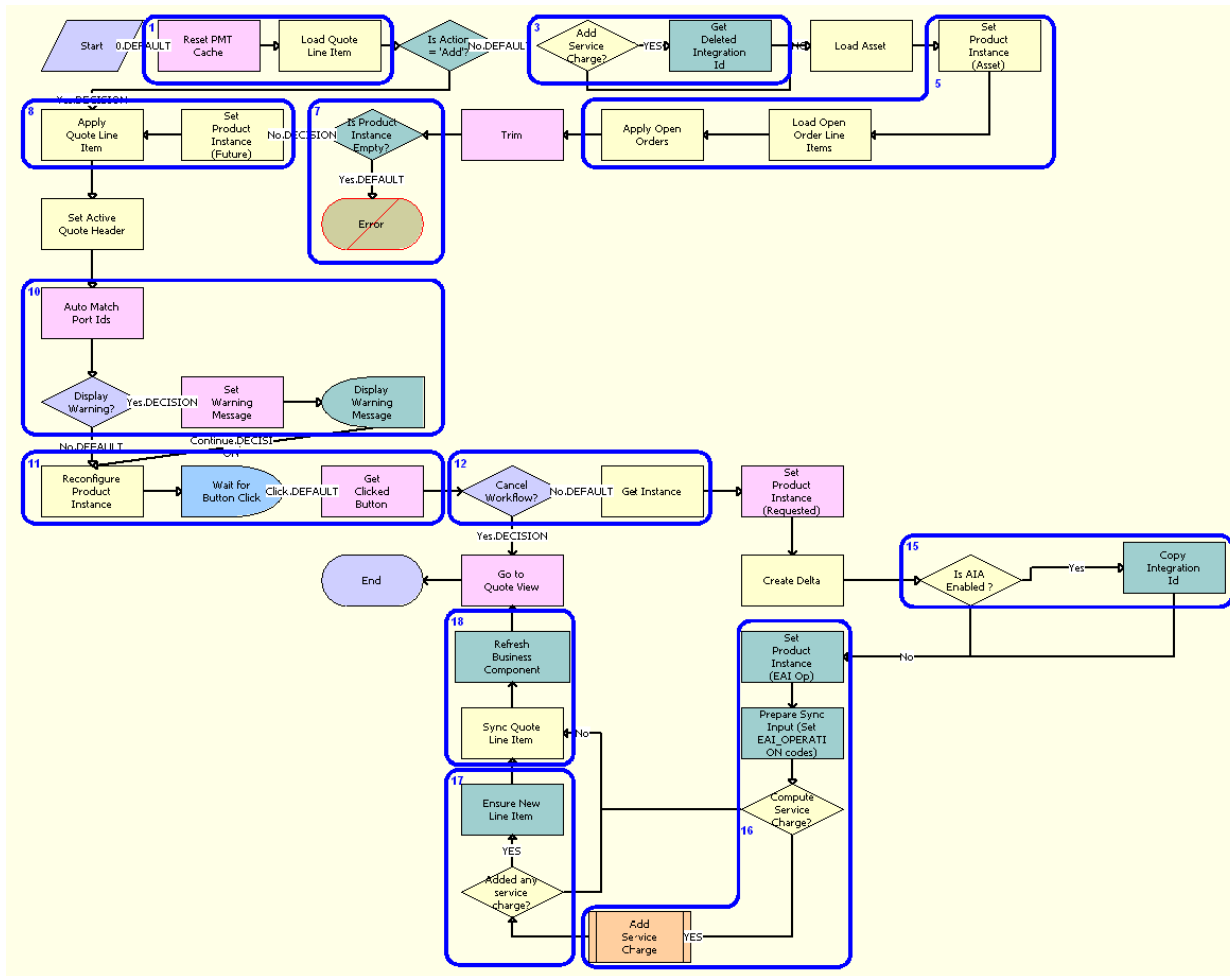 1
3
Start
0.DEFAULT
Reset PMT
Cache
Load Quote
Line Item
Is Action
= 'Add'?
No.DEFAULT
Add
Service
Charge?
YES
Get
Deleted
Integration
Id
Load Asset
Set
Product
Instance
(Asset)
5
Yes.DECISION
8
Apply
Quote Line
Item
Set
Product
Instance
(Future)
No.DECISION
7
Is Product
Instance
Empty?
Trim
Apply Open
Orders
Load Open
Order Line
Items
Yes.DEFAULT
Error
Set Active
Quote Header
10
Auto Match
Port Ids
Display
Warning?
Yes.DECISION
Set
Warning
Message
Display
Warning
Message
No.DEFAULT
Continue.DECISI
ON
11
Reconfigure
Product
Instance
Wait for
Button Click
Click.DEFAULT
Get
Clicked
Button
12
Cancel
Workflow?
No.DEFAULT
Get Instance
Set
Product
Instance
(Requested)
Yes.DECISION
End
Go to
Quote View
Create Delta
15
Is AIA
Enabled ?
Yes
Copy
Integration
Id
18
Refresh
Business
Component
Set
Product
Instance
(EAI Op)
No
Sync Quote
Line Item
No
Prepare Sync
Input (Set
EAI_OPERATI
ON codes)
17
Ensure New
Line Item
Compute
Service
Charge?
16
YES
Added any
service
charge?
Add
Service
Charge
YES